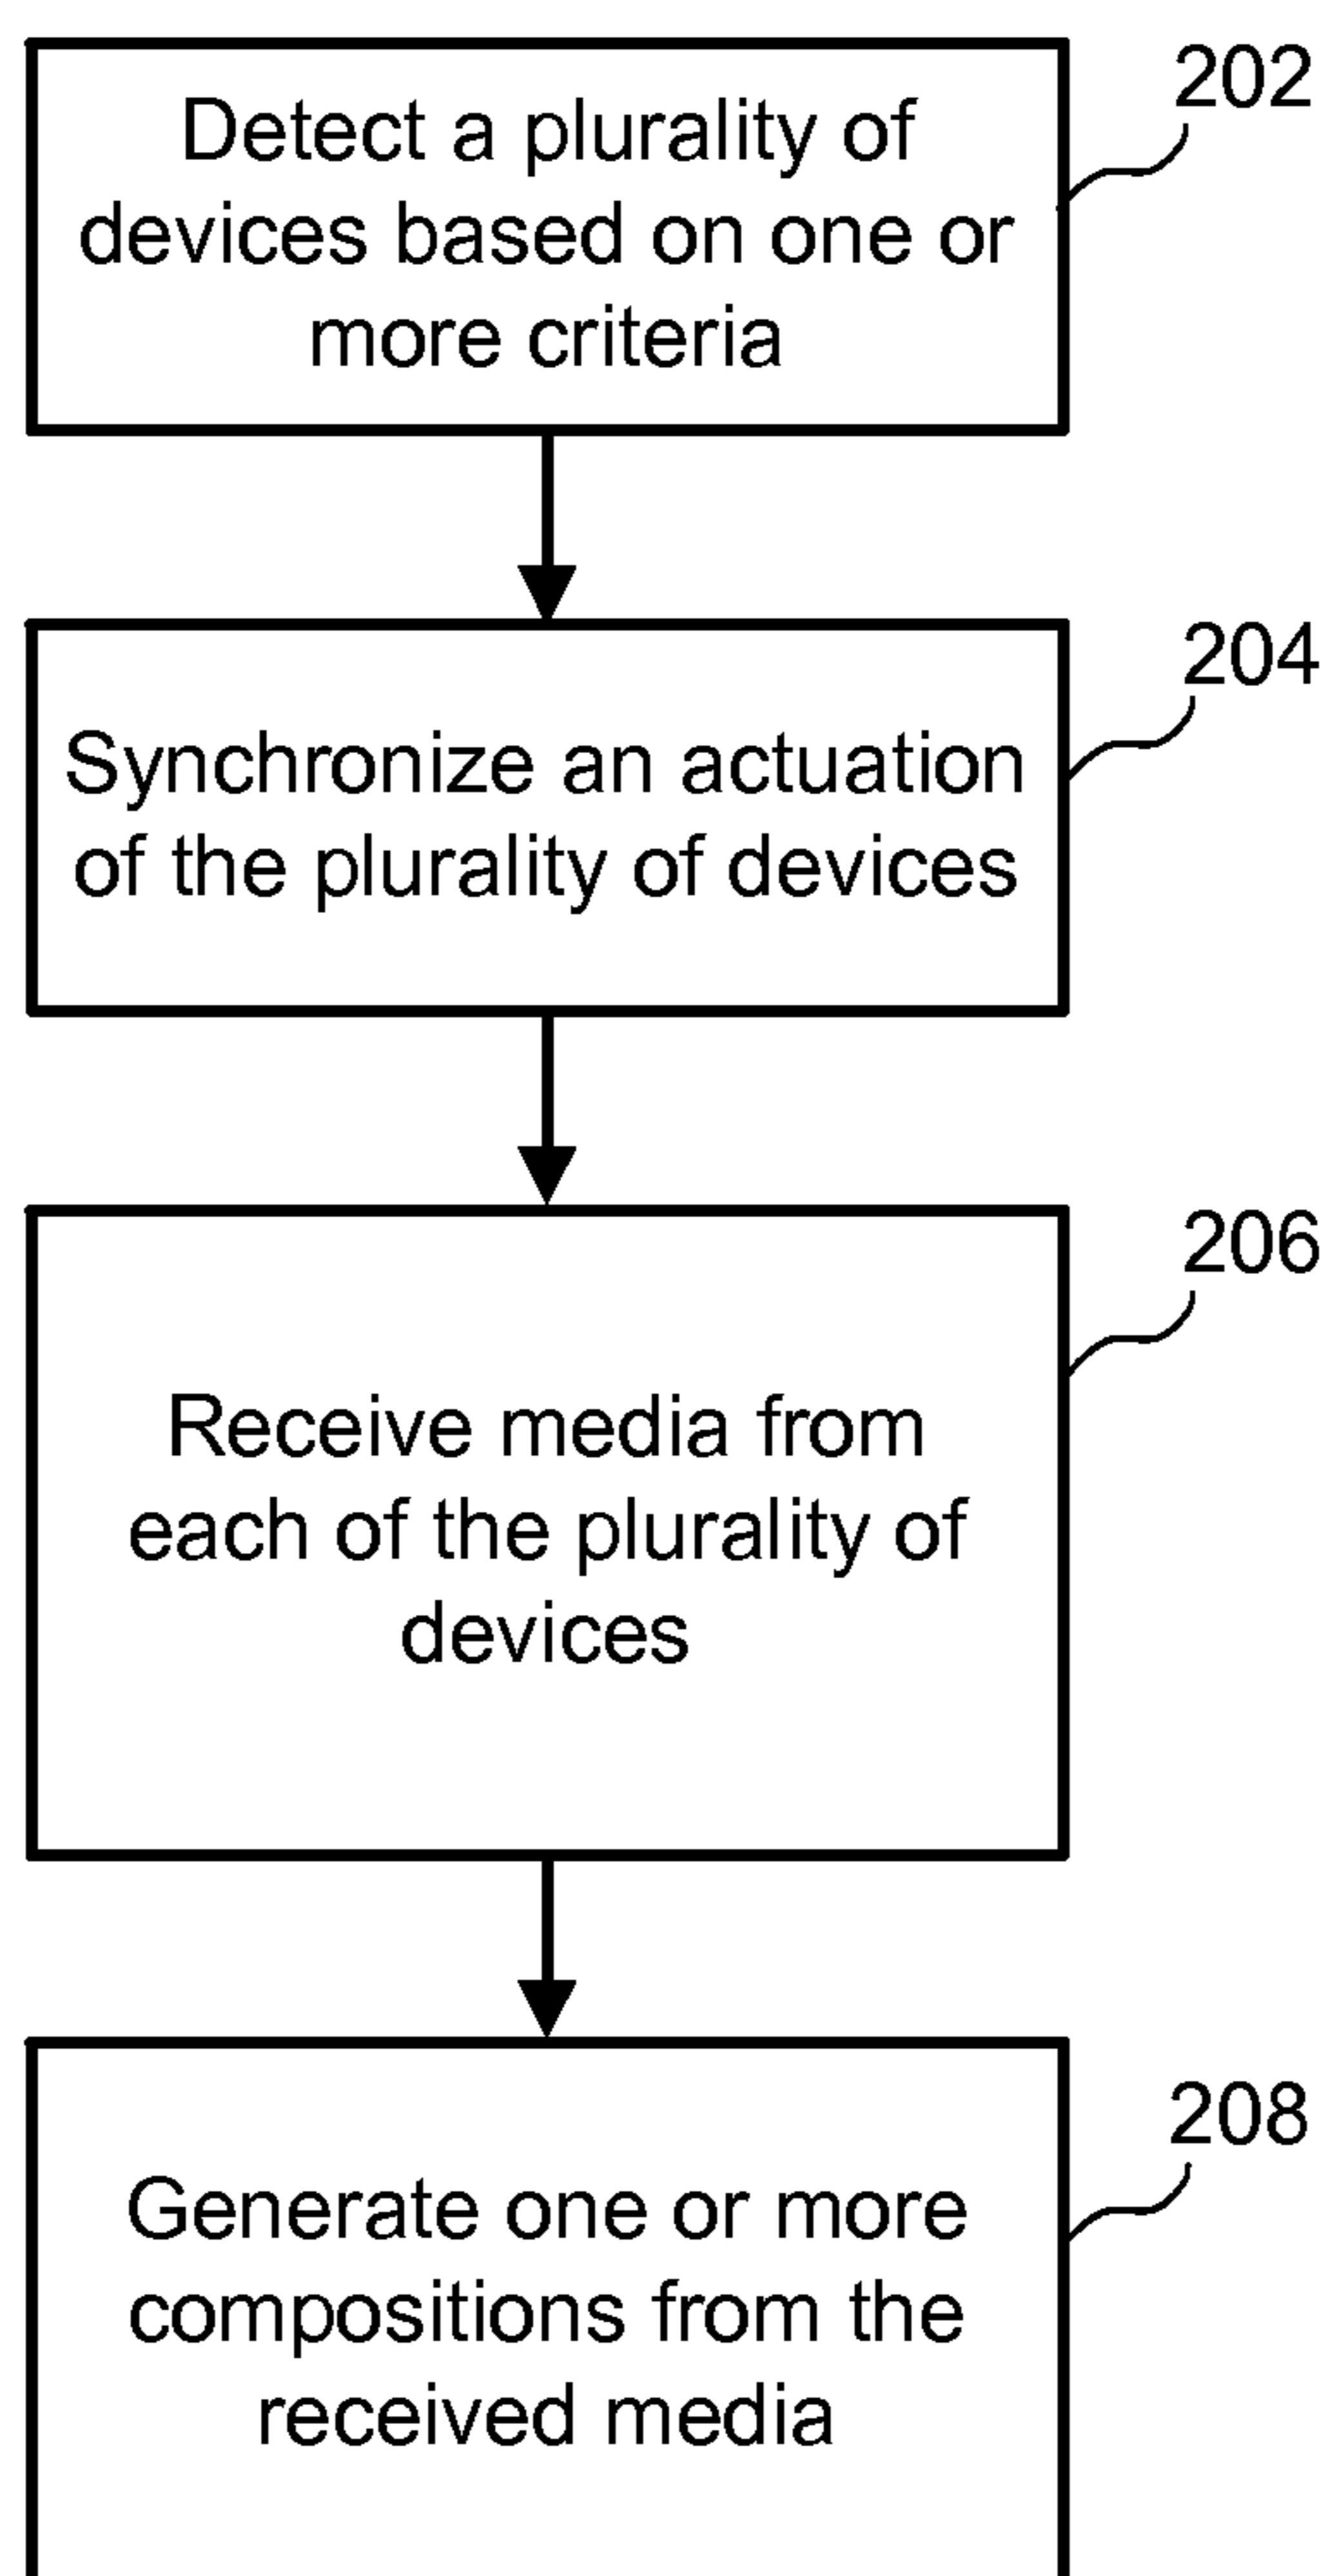 Detect a plurality of
devices based on one or
more criteria
202
Synchronize an actuation
of the plurality of devices
204
Receive media from
each of the plurality of
devices
206
Generate one or more
compositions from the
received media
208